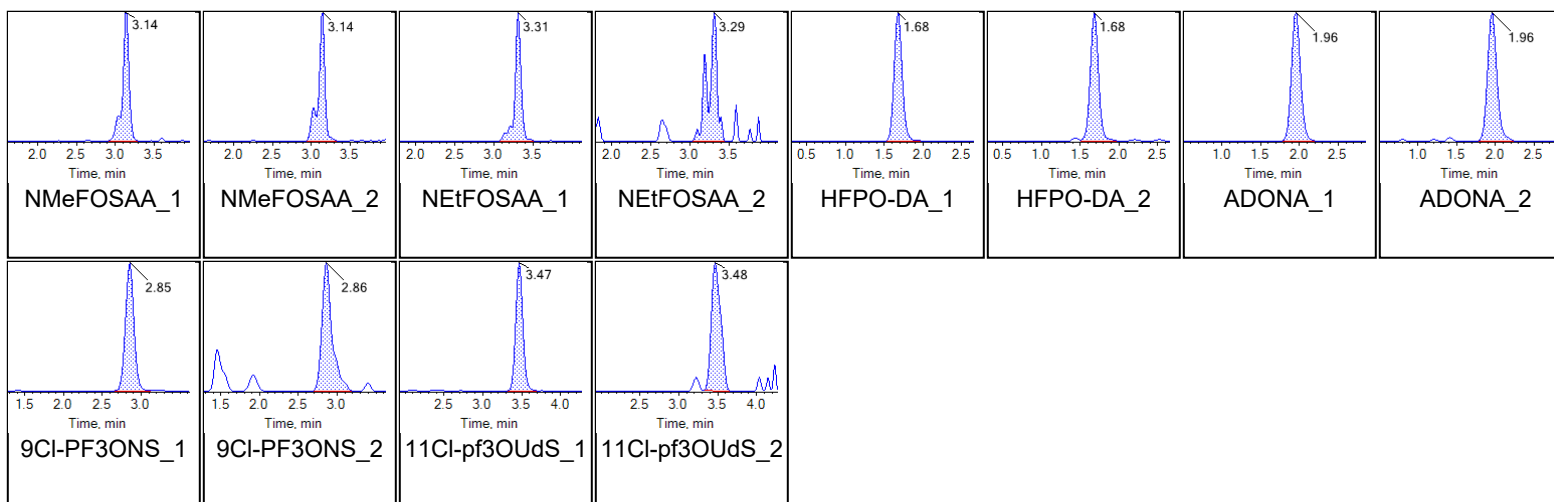 3.14
3.14
3.31
3.29
1.68
1.68
1.96
1.96
2.0 2.5 3.0 3.5
2.0 2.5 3.0 3.5
2.0 2.5 3.0 3.5
2.0 2.5 3.0 3.5
0.5 1.0 1.5 2.0 2.5
0.5 1.0 1.5 2.0 2.5
1.0 1.5 2.0 2.5
1.0 1.5 2.0 2.5
Time, min
Time, min
Time, min
Time, min
Time, min
Time, min
Time, min
Time, min
NMeFOSAA_1
NMeFOSAA_2
NEtFOSAA_1
NEtFOSAA_2
HFPO-DA_1
HFPO-DA_2
ADONA_1
ADONA_2
2.85
2.86
3.47
3.48
1.5 2.0 2.5 3.0
1.5 2.0 2.5 3.0
2.5 3.0 3.5 4.0
2.5 3.0 3.5 4.0
Time, min
Time, min
Time, min
Time, min
9Cl-PF3ONS_1
9Cl-PF3ONS_2
11Cl-pf3OUdS_1
11Cl-pf3OUdS_2